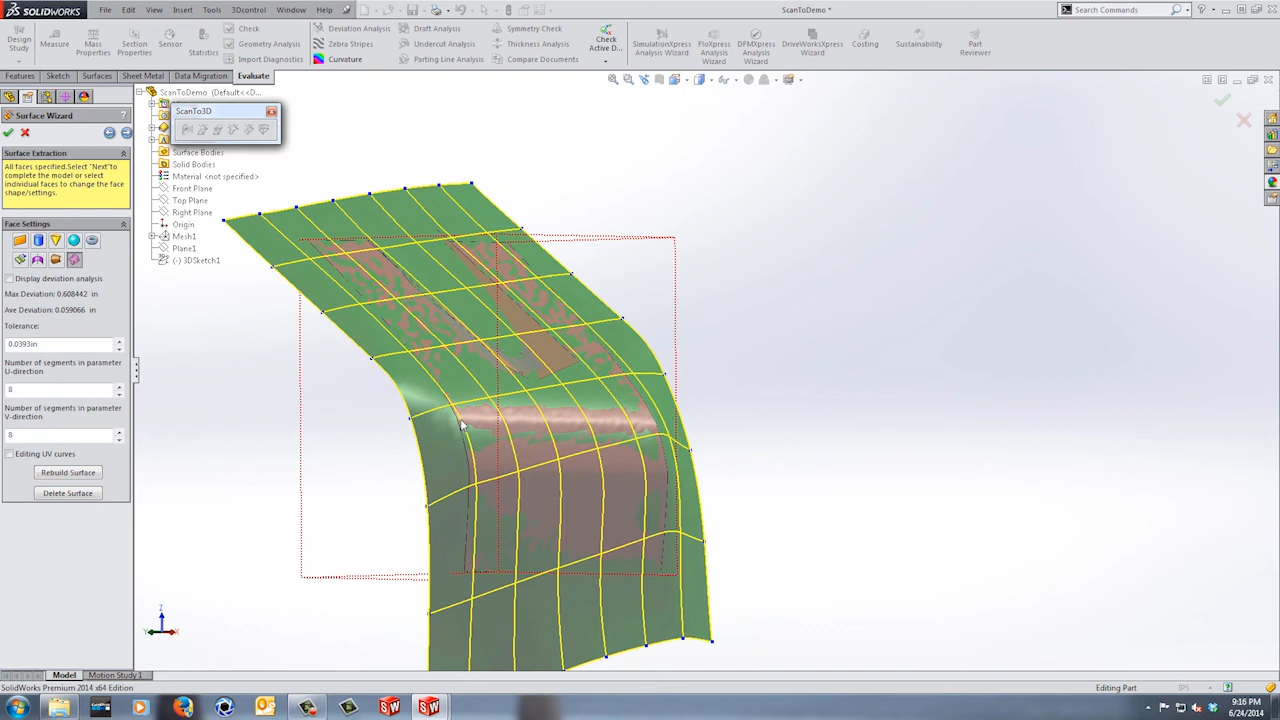 SOLIDWORKS
File Edit View Insert Tools 3Dcontrol Window Help
ScanToDemo *
Search Commands
Design Study
Measure
Mass Properties
Section Properties
Sensor
Statistics
Check
Geometry Analysis
Import Diagnostics
Deviation Analysis
Zebra Stripes
Curvature
Draft Analysis
Undercut Analysis
Parting Line Analysis
Symmetry Check
Thickness Analysis
Compare Documents
Check Active D...
SimulationXpress Analysis Wizard
FloXpress Analysis Wizard
DFMXpress Analysis Wizard
DriveWorksXpress Wizard
Costing
Sustainability
Part Reviewer
Features Sketch Surfaces Sheet Metal Data Migration Evaluate
ScanToDemo (Default<<D...
ScanTo3D
Surface Bodies
Solid Bodies
Material <not specified>
Front Plane
Top Plane
Right Plane
Origin
Mesh1
Plane1
(-) 3DSketch1
Surface Wizard ?
Surface Extraction
All faces specified.Select "Next"to
complete the model or select
individual faces to change the face
shape/settings.
Face Settings
Display deviation analysis
Max Deviation: 0.608442 in
Ave Deviation: 0.059066 in
Tolerance:
0.0393in
Number of segments in parameter
U-direction
8
Number of segments in parameter
V-direction
8
Editing UV curves
Rebuild Surface
Delete Surface
Z
Y X
Model Motion Study 1
SolidWorks Premium 2014 x64 Edition
Editing Part
IPS
9:16 PM
6/24/2014